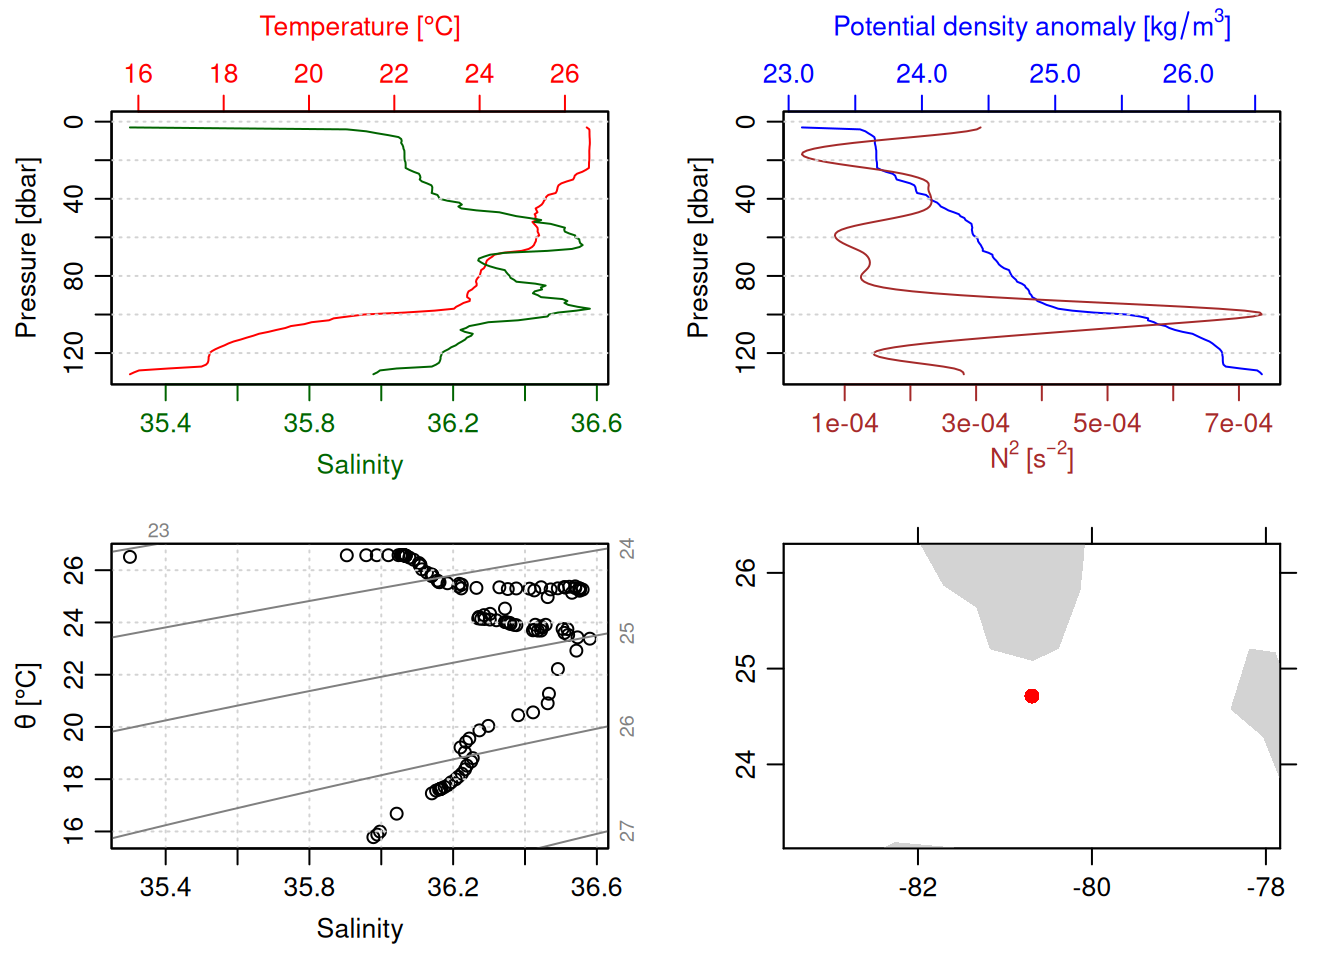 Temperature [°C]
16 18 20 22 24 26
0 40 80 120
Pressure [dbar]
35.4 35.8 36.2 36.6
Salinity
Potential density anomaly [kg/m³]
23.0 24.0 25.0 26.0
0 40 80 120
Pressure [dbar]
1e-04 3e-04 5e-04 7e-04
N² [s⁻²]
23
24
25
26
27
26 24 22 20 18 16
θ [°C]
35.4 35.8 36.2 36.6
Salinity
26 25 24
-82 -80 -78